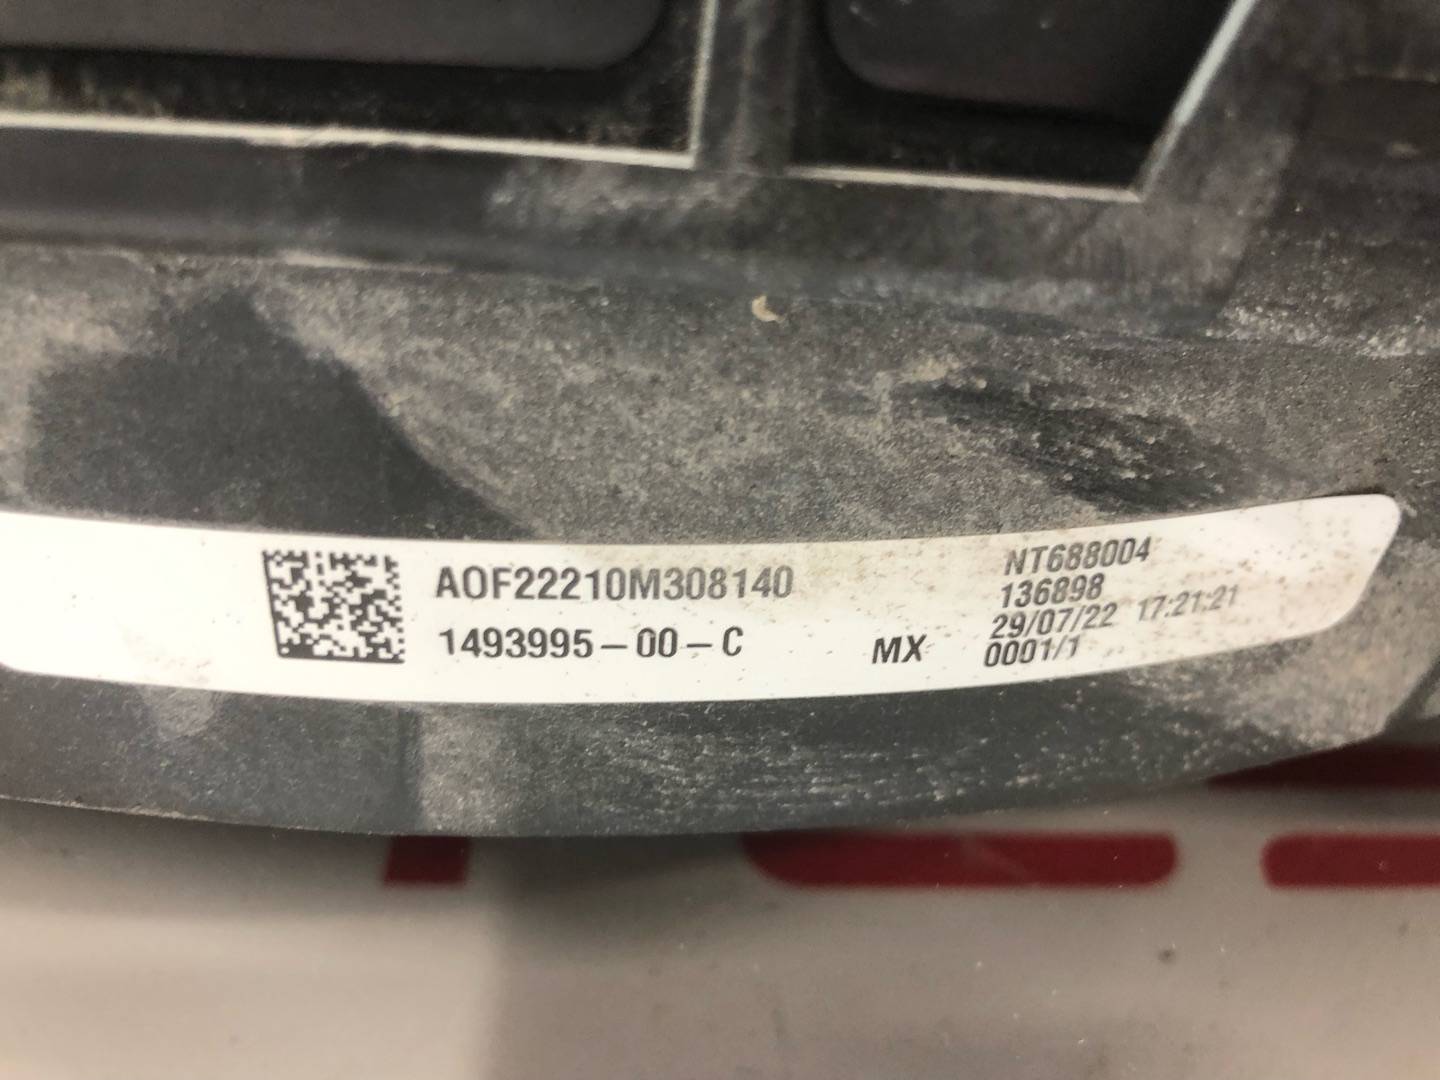 AOF22210M308140
1493995-00-C
MX
NT688004
136898
29/07/22 17:21:21
0001/1